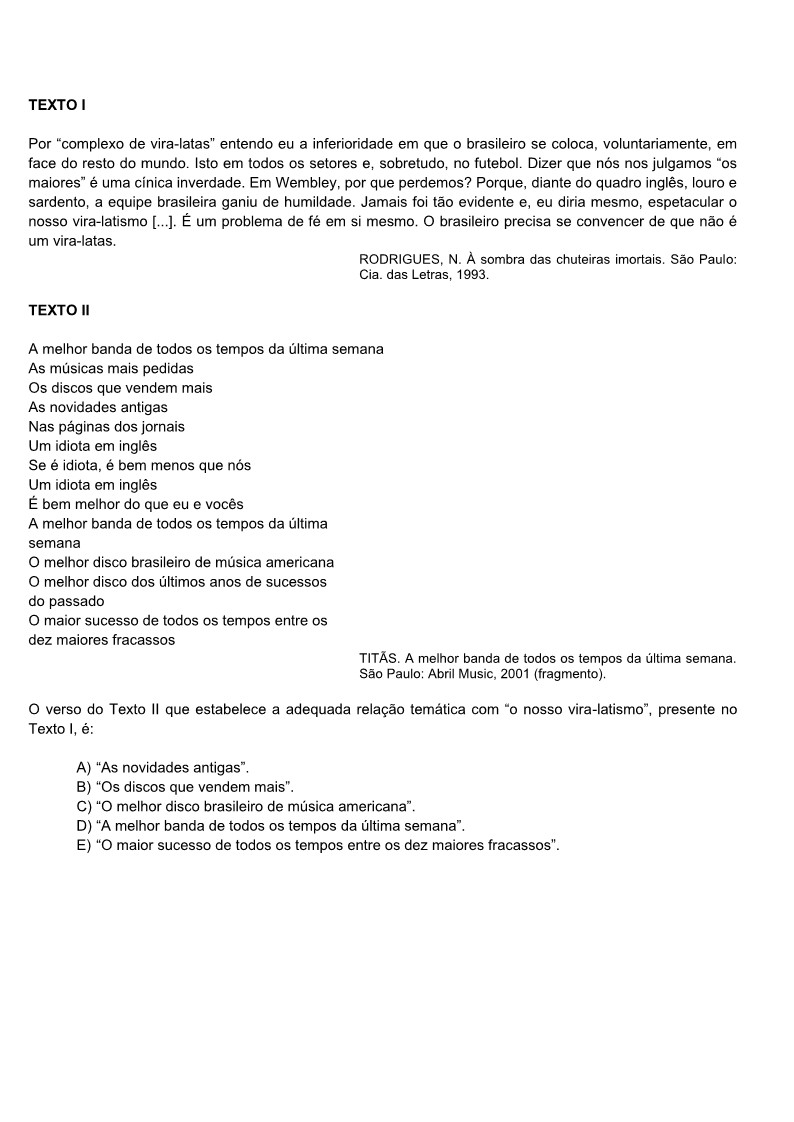 TEXTO I
Por “complexo de vira-latas” entendo eu a inferioridade em que o brasileiro se coloca, voluntariamente, em
face do resto do mundo. Isto em todos os setores e, sobretudo, no futebol. Dizer que nós nos julgamos “os
maiores” é uma cínica inverdade. Em Wembley, por que perdemos? Porque, diante do quadro inglês, louro e
sardento, a equipe brasileira ganiu de humildade. Jamais foi tão evidente e, eu diria mesmo, espetacular o
nosso vira-latismo [...]. É um problema de fé em si mesmo. O brasileiro precisa se convencer de que não é
um vira-latas.
RODRIGUES, N. À sombra das chuteiras imortais. São Paulo:
Cia. das Letras, 1993.
TEXTO II
A melhor banda de todos os tempos da última semana
As músicas mais pedidas
Os discos que vendem mais
As novidades antigas
Nas páginas dos jornais
Um idiota em inglês
Se é idiota, é bem menos que nós
Um idiota em inglês
É bem melhor do que eu e vocês
A melhor banda de todos os tempos da última
semana
O melhor disco brasileiro de música americana
O melhor disco dos últimos anos de sucessos
do passado
O maior sucesso de todos os tempos entre os
dez maiores fracassos
TITÃS. A melhor banda de todos os tempos da última semana.
São Paulo: Abril Music, 2001 (fragmento).
O verso do Texto II que estabelece a adequada relação temática com “o nosso vira-latismo”, presente no
Texto I, é:
A) “As novidades antigas”.
B) “Os discos que vendem mais”.
C) “O melhor disco brasileiro de música americana”.
D) “A melhor banda de todos os tempos da última semana”.
E) “O maior sucesso de todos os tempos entre os dez maiores fracassos”.